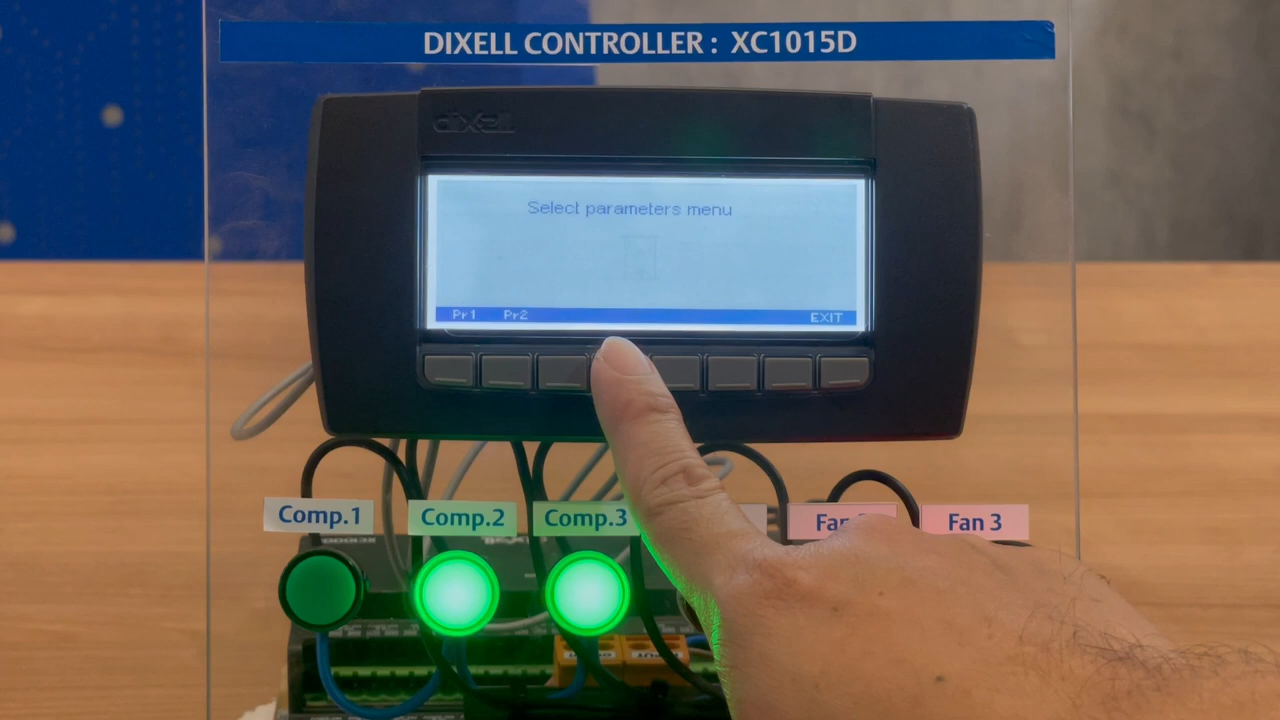 DIXELL CONTROLLER : XC1015D
dixell
Select parameters menu
Pr1 Pr2 EXIT
Comp.1 Comp.2 Comp.3 Fan 3